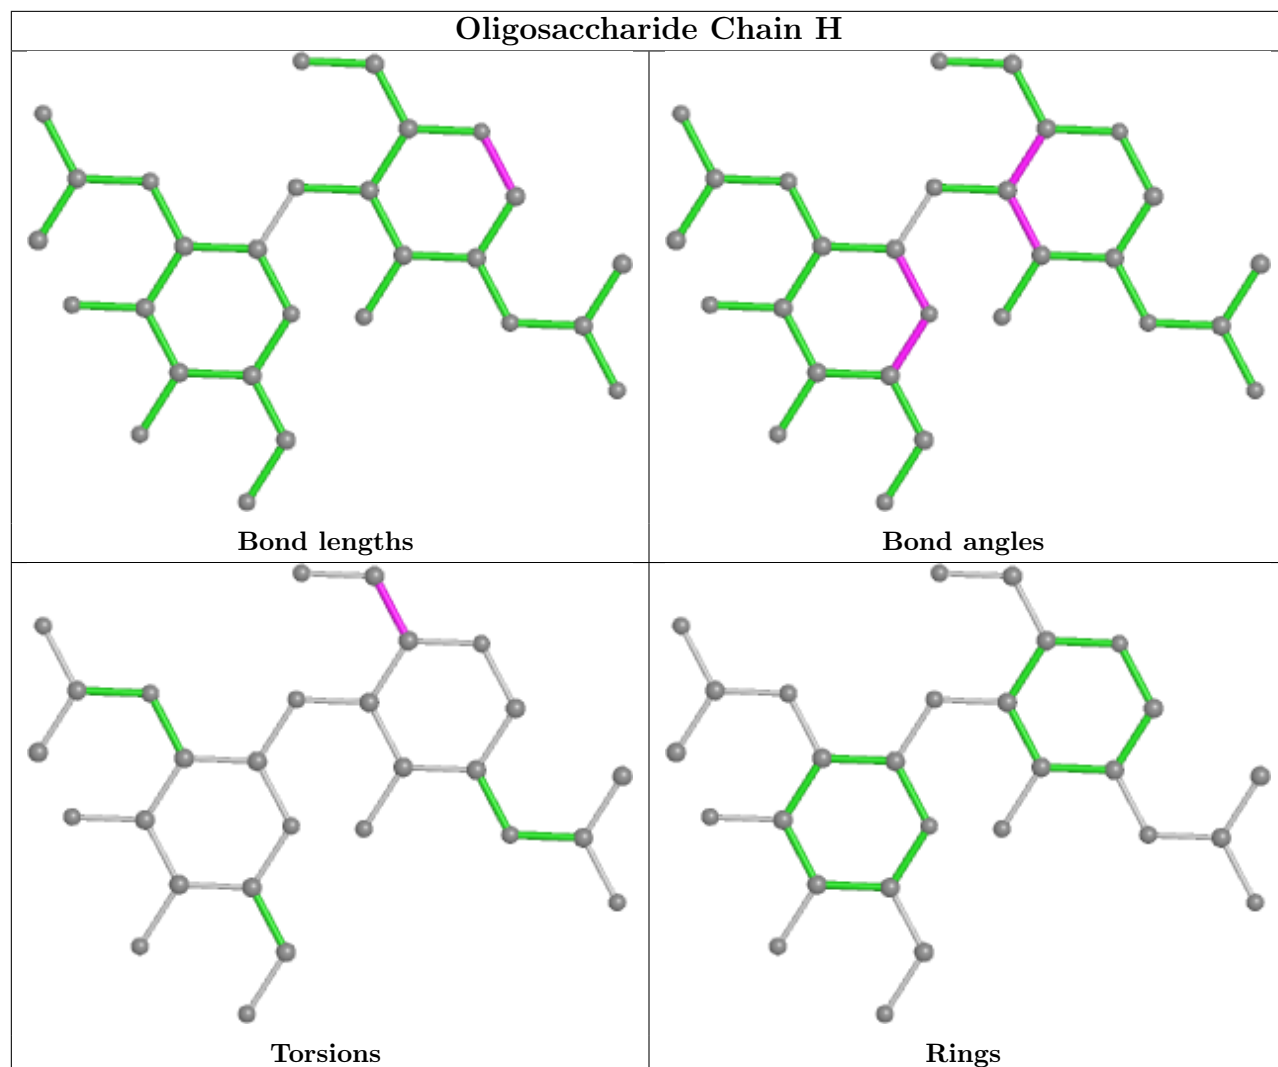 Oligosaccharide Chain H
Bond lengths
Bond angles
Torsions
Rings